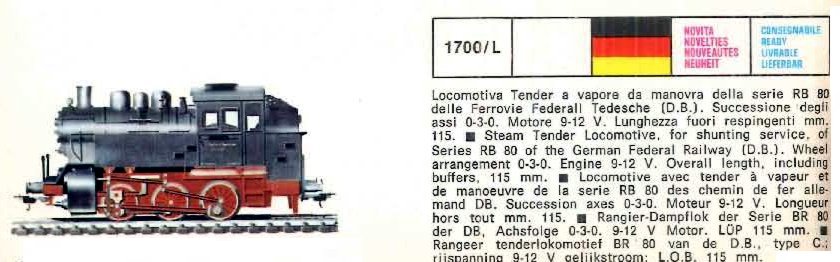 1700/L
NOVITA
NOVELTIES
NOUVEAUTES
NEUHEIT
CONSEGNABILE
READY
LIVRABLE
LIEFERBAR
Locomotiva Tender a vapore da manovra della serie RB 80
delle Ferrovie Federall Tedesche (D.B.). Successione degli
assi 0-3-0. Motore 9-12 V. Lunghezza fuori respingenti mm.
115. ■ Steam Tender Locomotive, for shunting service, of
Series RB 80 of the German Federal Railway (D.B.). Wheel
arrangement 0-3-0. Engine 9-12 V. Overall length, including
buffers, 115 mm. ■ Locomotive avec tender à vapeur et
de manoeuvre de la serie RB 80 des chemin de fer alle-
mand DB. Succession axes 0-3-0. Moteur 9-12 V. Longueur
hors tout mm. 115. ■ Rangier-Dampflok der Serie BR 80
der DB, Achsfolge 0-3-0. 9-12 V Motor. LÜP 115 mm. ■
Rangeer tenderlokomotief BR 80 van de D.B., type C.;
rijspanning 9-12 V gelijkstroom; L.O.B. 115 mm.